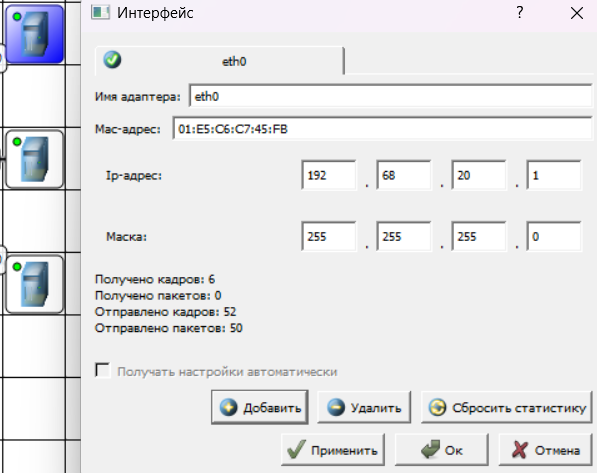 Интерфейс ?
eth0
Имя адаптера: eth0
Mac-адрес: 01:E5:C6:C7:45:FB
Ip-адрес: 192 . 68 . 20 . 1
Маска: 255 . 255 . 255 . 0
Получено кадров: 6
Получено пакетов: 0
Отправлено кадров: 52
Отправлено пакетов: 50
Получать настройки автоматически
Добавить Удалить Сбросить статистику
Применить Ок Отмена